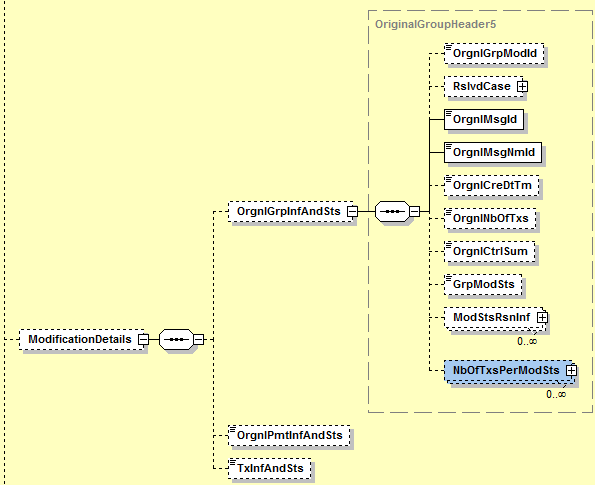 OriginalGroupHeader5
OrgnlGrpModId
RslvdCase
OrgnlMsgId
OrgnlMsgNmId
OrgnlCreDtTm
OrgnlGrpInfAndSts
OrgnlNbOfTxs
OrgnlCtrlSum
GrpModSts
ModStsRsnInf
0..∞
ModificationDetails
NbOfTxsPerModSts
0..∞
OrgnlPmtInfAndSts
TxInfAndSts